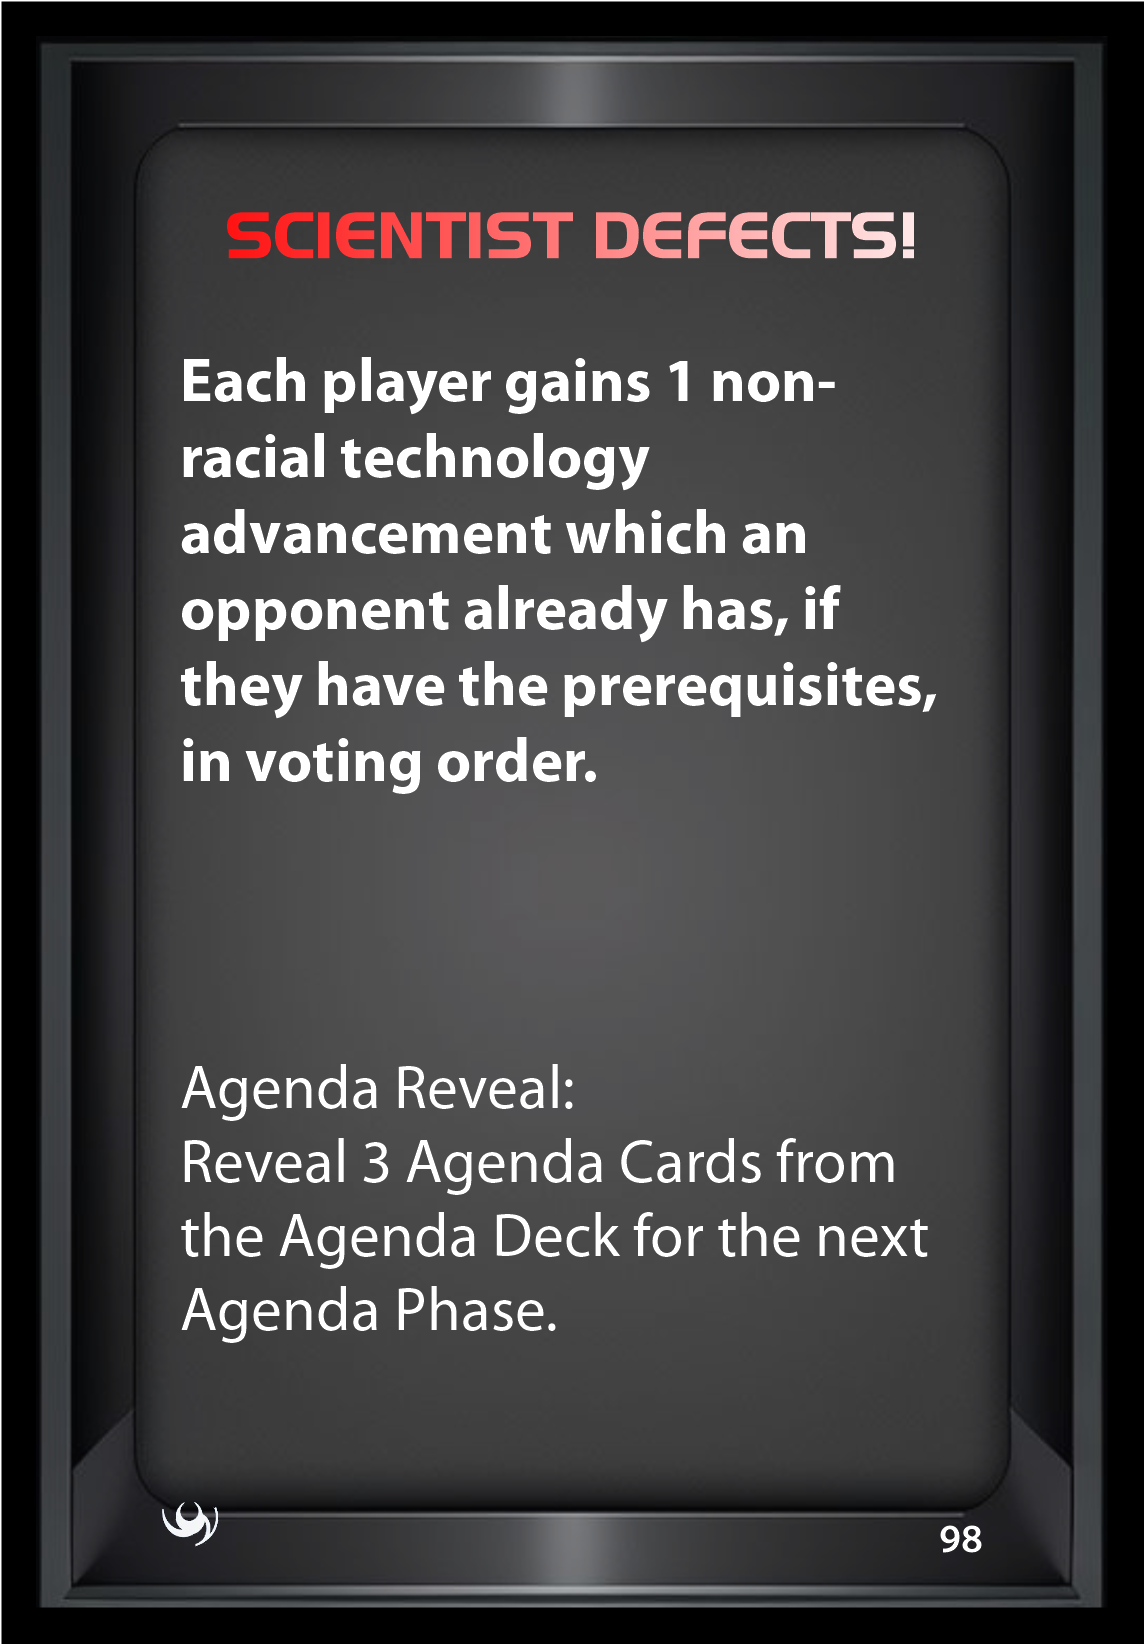 SCIENTIST DEFECTS!
Each player gains 1 non-
racial technology
advancement which an
opponent already has, if
they have the prerequisites,
in voting order.
Agenda Reveal:
Reveal 3 Agenda Cards from
the Agenda Deck for the next
Agenda Phase.
98